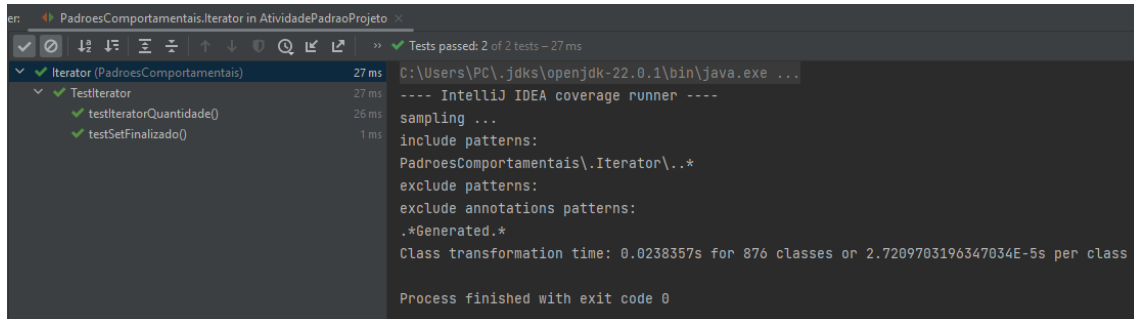 er: PadroesComportamentais.Iterator in AtividadePadraoProjeto ×
» Tests passed: 2 of 2 tests – 27 ms
Iterator (PadroesComportamentais) 27 ms
TestIterator 27 ms
testIteratorQuantidade() 26 ms
testSetFinalizado() 1 ms
C:\Users\PC\.jdks\openjdk-22.0.1\bin\java.exe ...
---- IntelliJ IDEA coverage runner ----
sampling ...
include patterns:
PadroesComportamentais\.Iterator\..*
exclude patterns:
exclude annotations patterns:
.*Generated.*
Class transformation time: 0.0238357s for 876 classes or 2.7209703196347034E-5s per class
Process finished with exit code 0